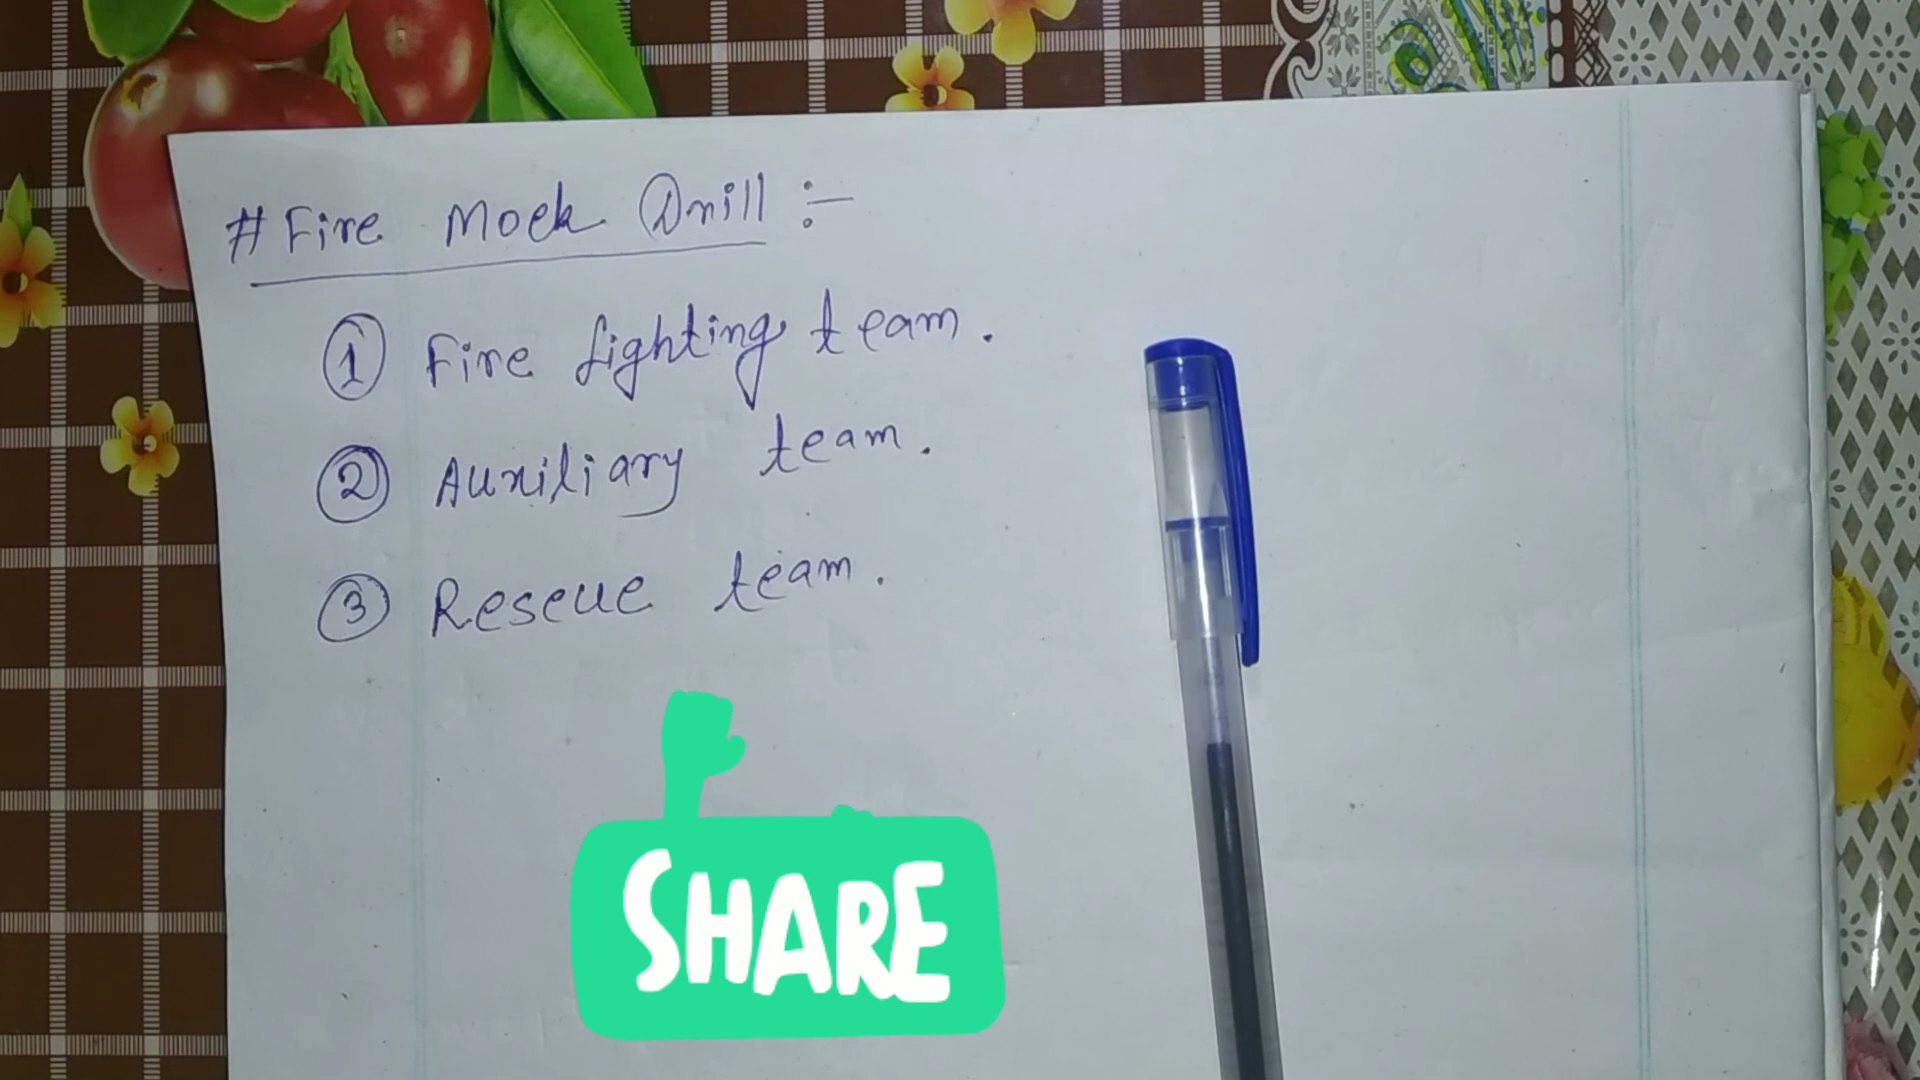 # Fire Mock Drill :-
① Fire fighting team.
② Auxiliary team.
③ Rescue team.
SHARE